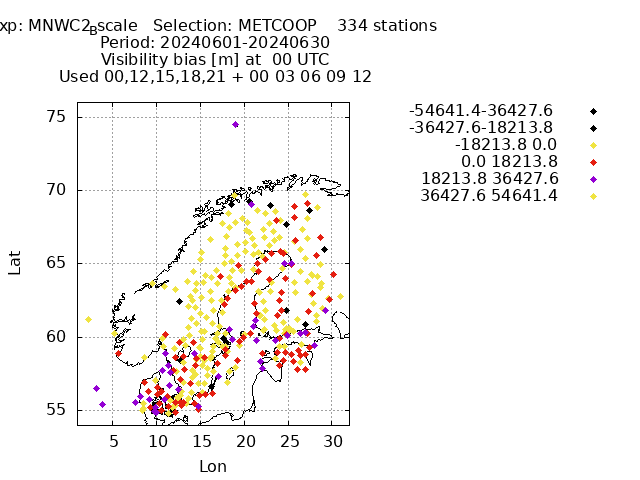 xp: MNWC2_Bscale   Selection: METCOOP    334 stations
Period: 20240601-20240630
Visibility bias [m] at  00 UTC
Used 00,12,15,18,21 + 00 03 06 09 12
-54641.4-36427.6
-36427.6-18213.8
-18213.8 0.0
0.0 18213.8
18213.8 36427.6
36427.6 54641.4
75
70
65
60
55
Lat
5 10 15 20 25 30
Lon